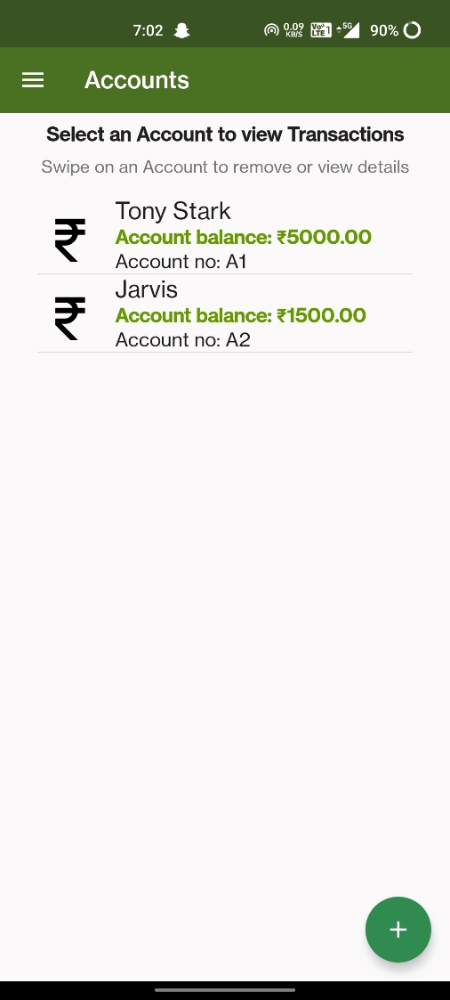 7:02 0.09 KB/S Vo LTE 1 5G 90%
Accounts
Select an Account to view Transactions
Swipe on an Account to remove or view details
Tony Stark
₹ Account balance: ₹5000.00
Account no: A1
Jarvis
₹ Account balance: ₹1500.00
Account no: A2
+